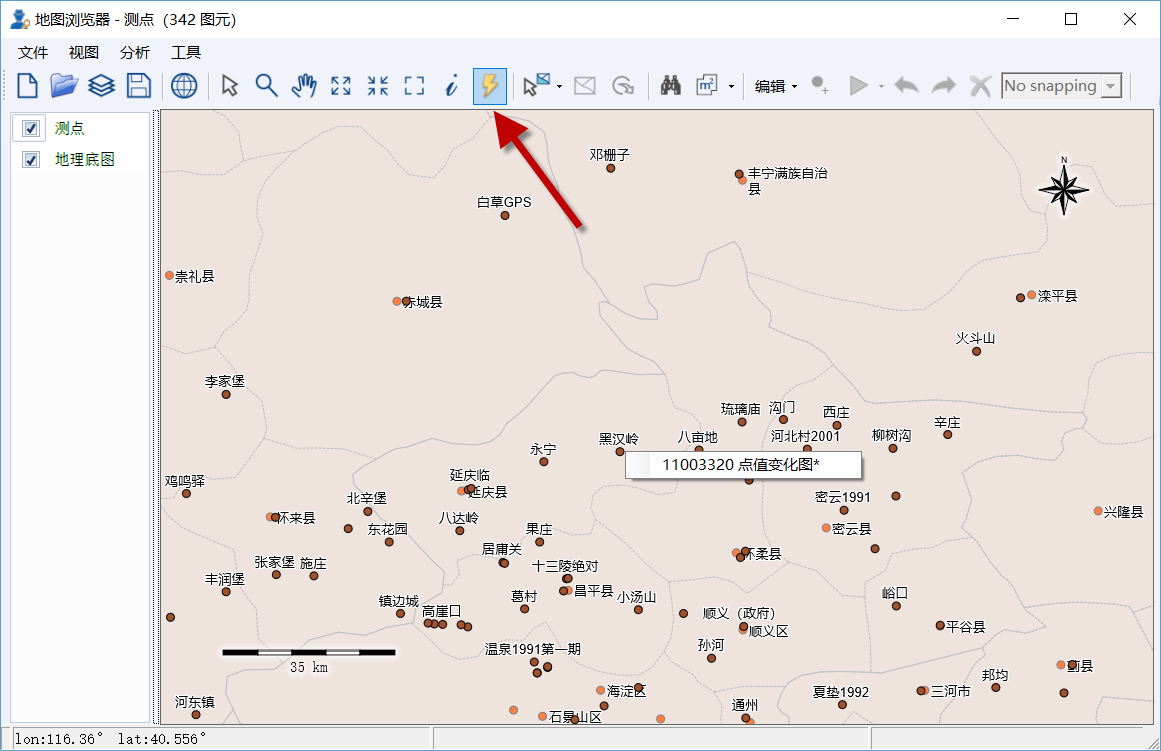 地图浏览器 - 测点 (342 图元)
文件 视图 分析 工具
编辑
No snapping
测点
地理底图
邓栅子
丰宁满族自治
县
N
白草GPS
崇礼县
赤城县
滦平县
火斗山
李家堡
琉璃庙
沟门
西庄
辛庄
黑汉岭
八亩地
河北村2001
柳树沟
永宁
11003320 点值变化图*
延庆临
延庆县
鸡鸣驿
北辛堡
密云1991
怀来县
东花园
八达岭
果庄
密云县
兴隆县
居庸关
怀柔县
张家堡
施庄
十三陵绝对
丰润堡
昌平县
葛村
小汤山
峪口
镇边城
高崖口
顺义（政府）
顺义区
平谷县
孙河
温泉1991第一期
35 km
蓟县
邦均
海淀区
夏垫1992
三河市
河东镇
石景山区
通州
lon:116.36° lat:40.556°